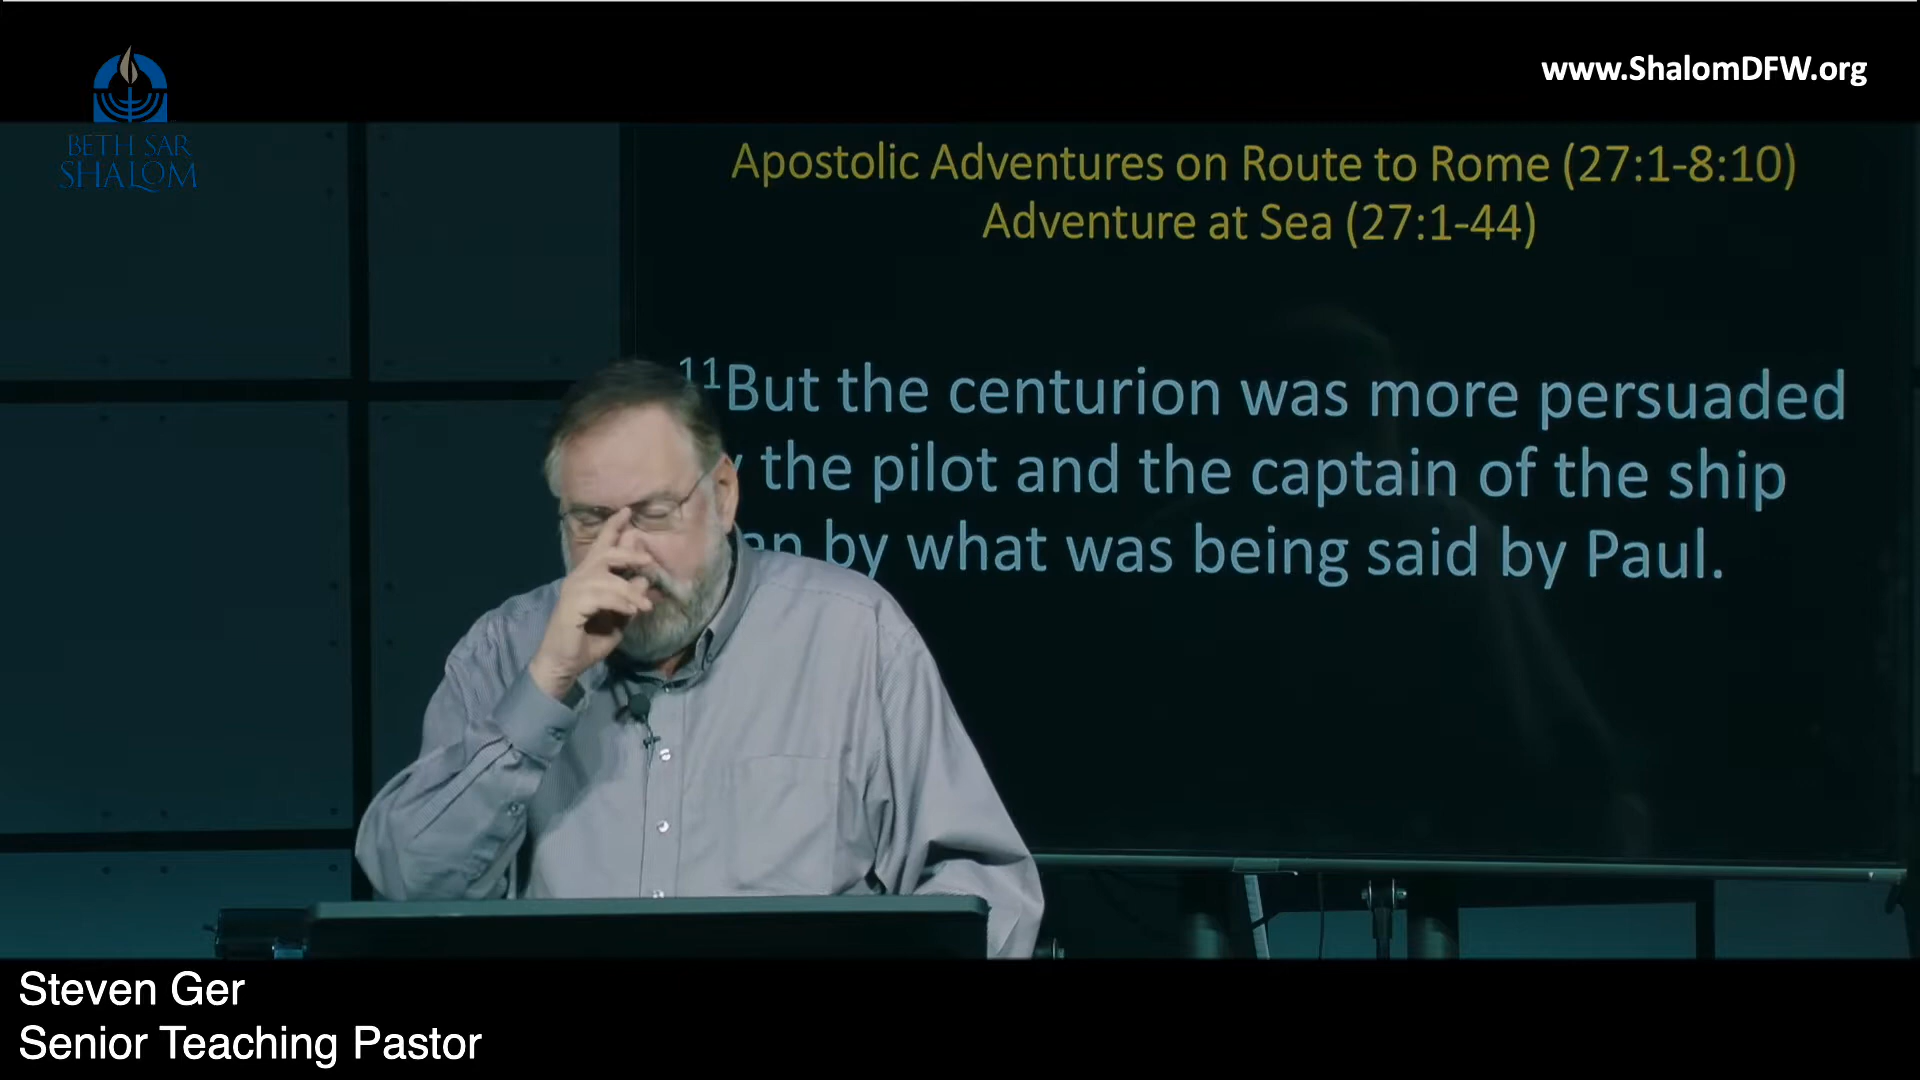 www.ShalomDFW.org
BETH SAR
SHALOM
Apostolic Adventures on Route to Rome (27:1-8:10)
Adventure at Sea (27:1-44)
11But the centurion was more persuaded
the pilot and the captain of the ship
by what was being said by Paul.
Steven Ger
Senior Teaching Pastor